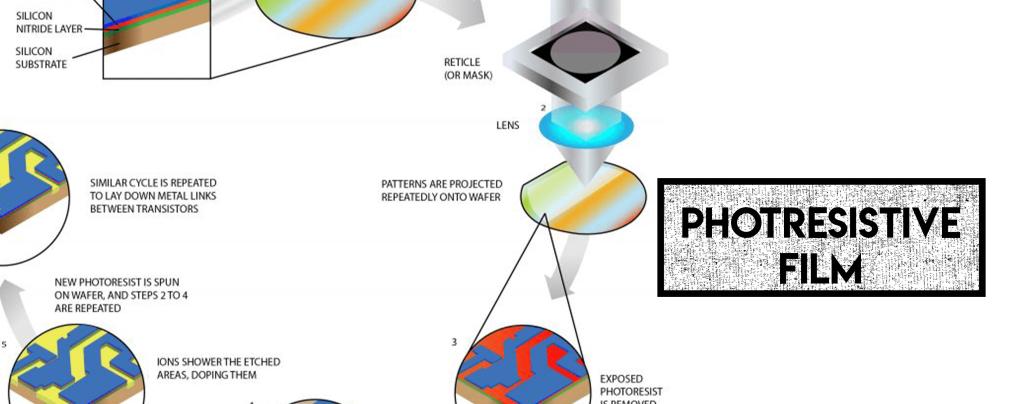 SILICON
NITRIDE LAYER
SILICON
SUBSTRATE
RETICLE
(OR MASK)
2
LENS
SIMILAR CYCLE IS REPEATED
TO LAY DOWN METAL LINKS
BETWEEN TRANSISTORS
PATTERNS ARE PROJECTED
REPEATEDLY ONTO WAFER
PHOTRESISTIVE
FILM
NEW PHOTORESIST IS SPUN
ON WAFER, AND STEPS 2 TO 4
ARE REPEATED
5
IONS SHOWER THE ETCHED
AREAS, DOPING THEM
3
EXPOSED
PHOTORESIST
IS REMOVED